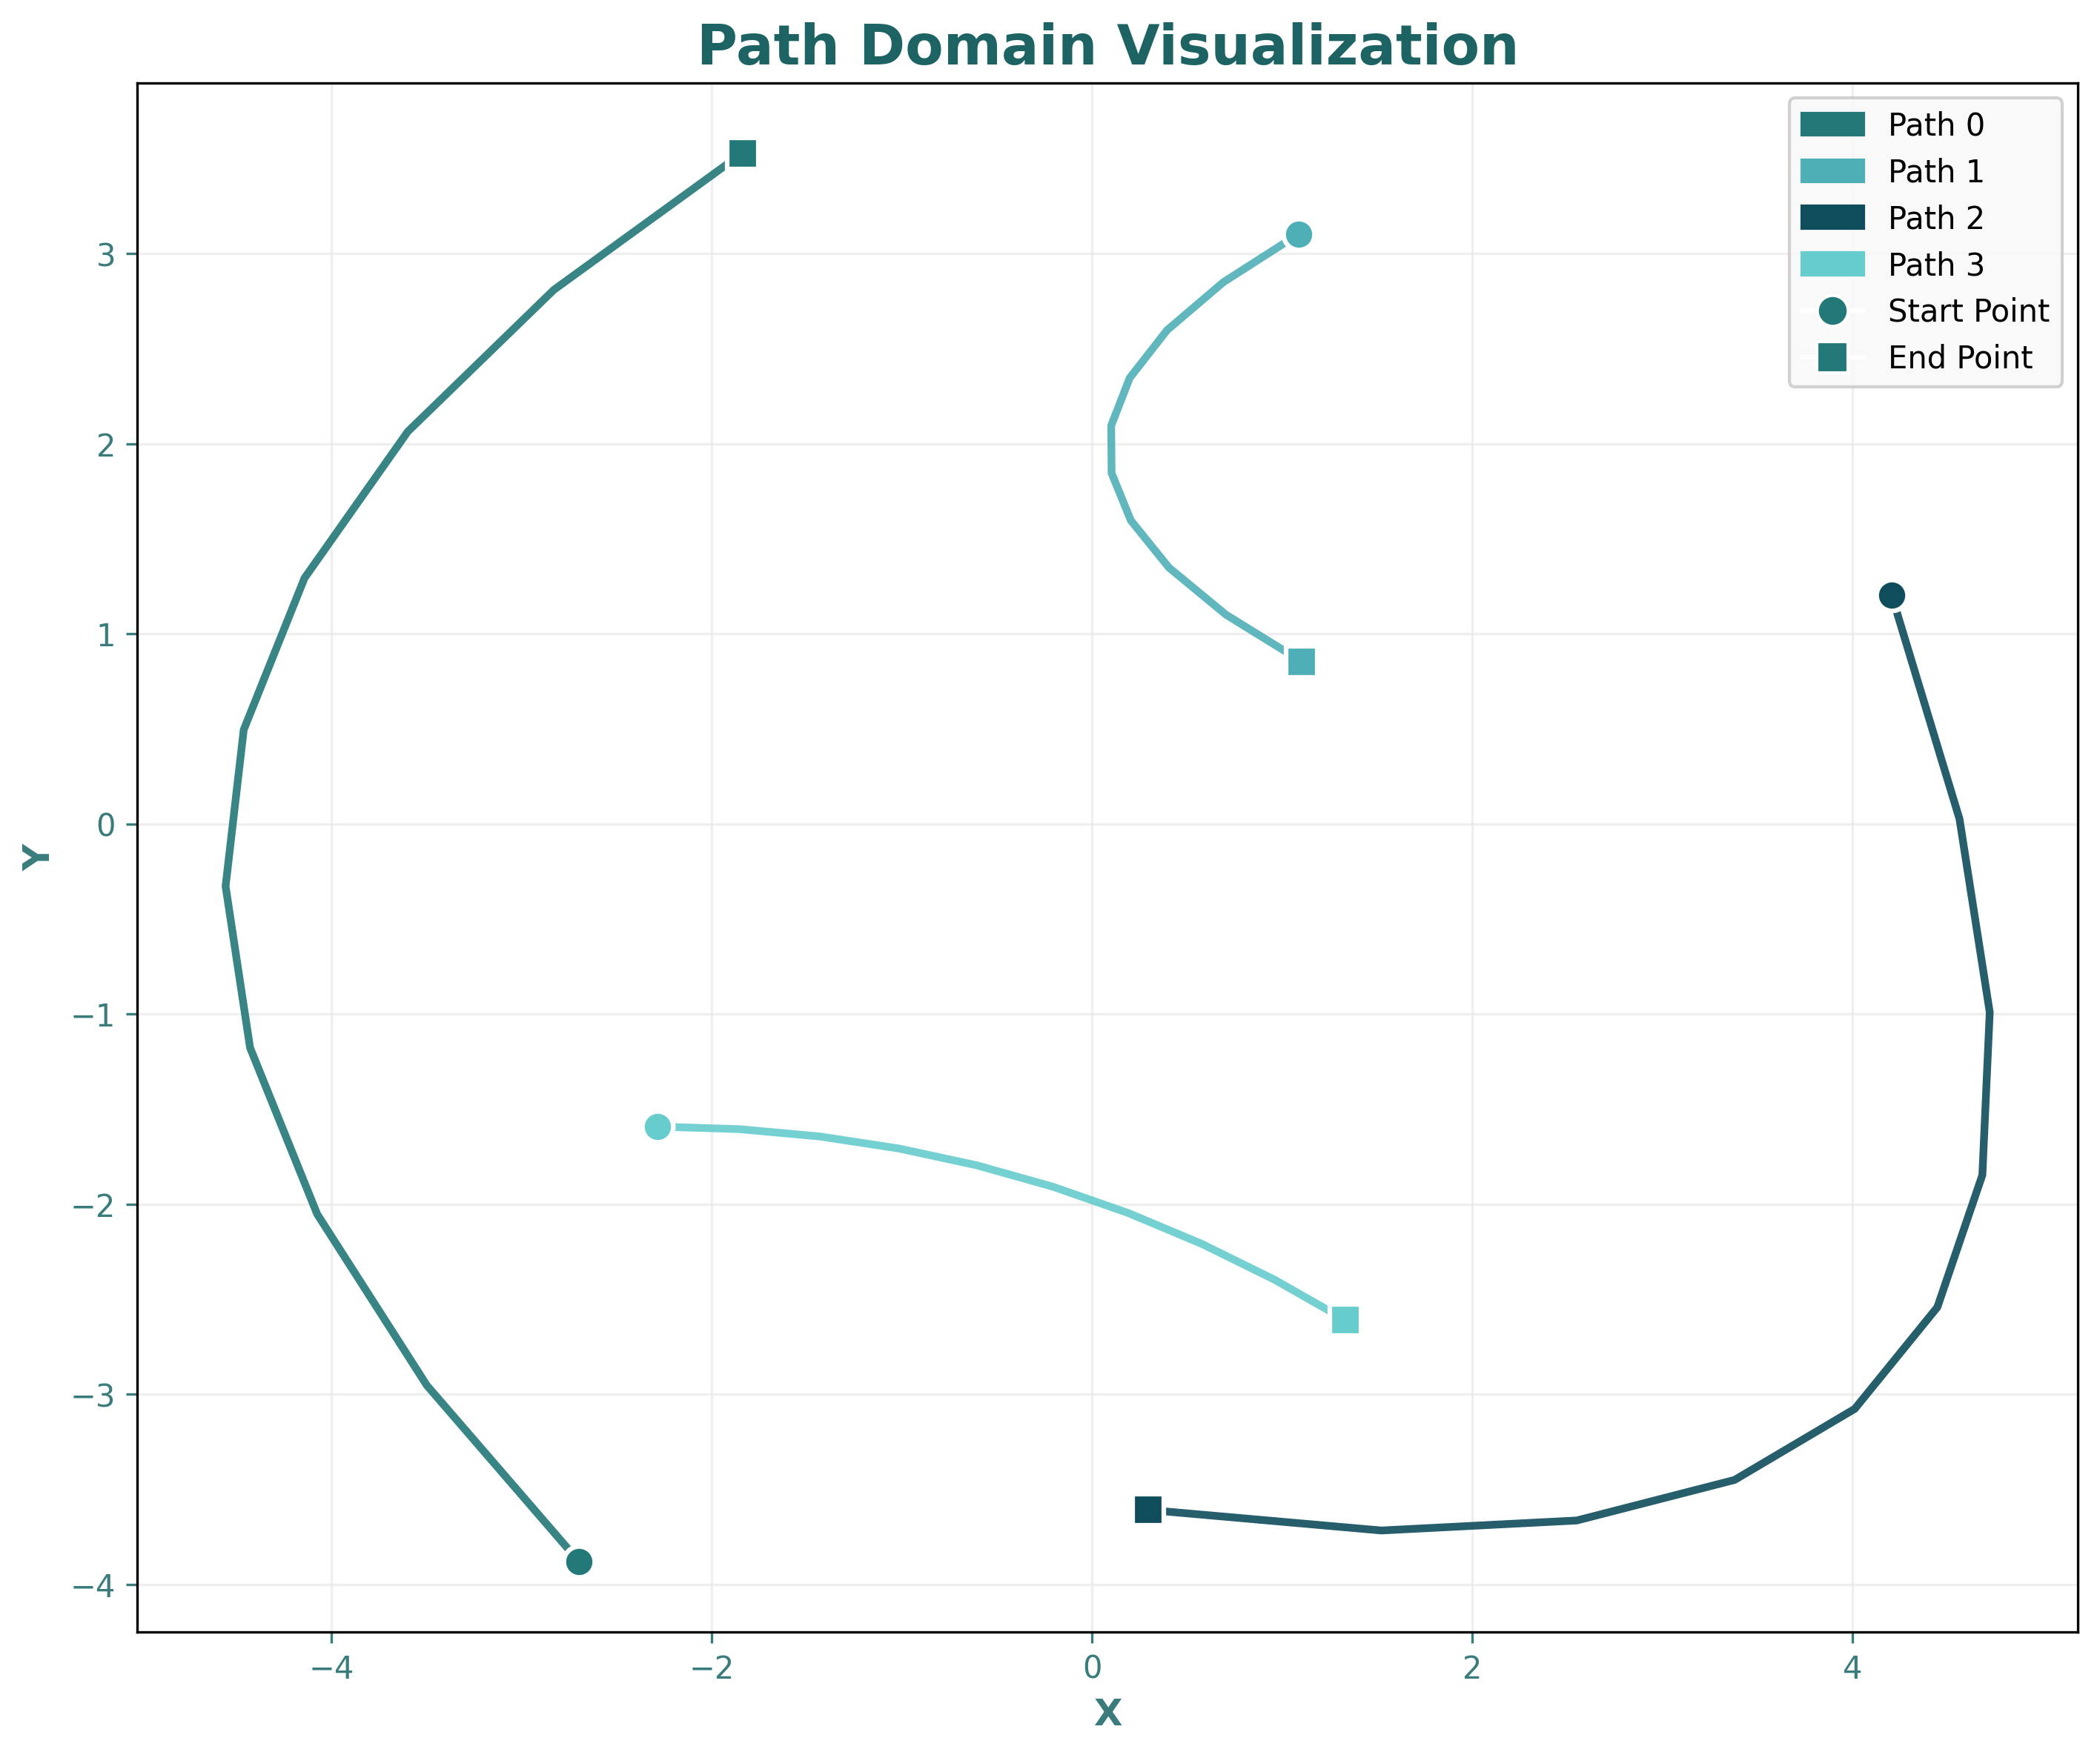 Path Domain Visualization
Path 0
Path 1
Path 2
Path 3
Start Point
End Point
3
2
1
0
−1
−2
−3
−4
Y
−4
−2
0
2
4
X